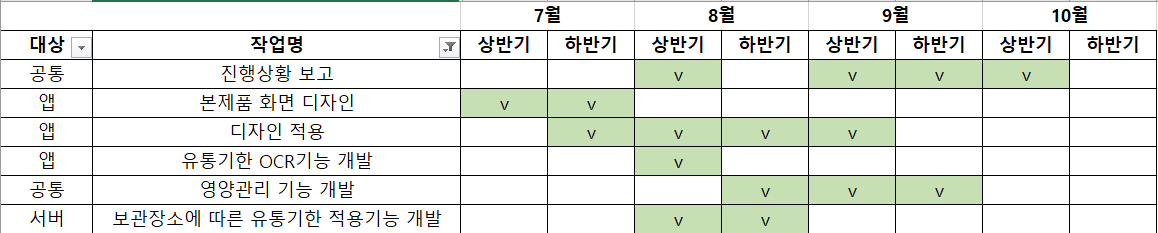 7월 8월 9월 10월
대상 작업명 상반기 하반기 상반기 하반기 상반기 하반기 상반기 하반기
공통 진행상황 보고 v v v v
앱 본제품 화면 디자인 v v
앱 디자인 적용 v v v v
앱 유통기한 OCR기능 개발 v
공통 영양관리 기능 개발 v v v
서버 보관장소에 따른 유통기한 적용기능 개발 v v